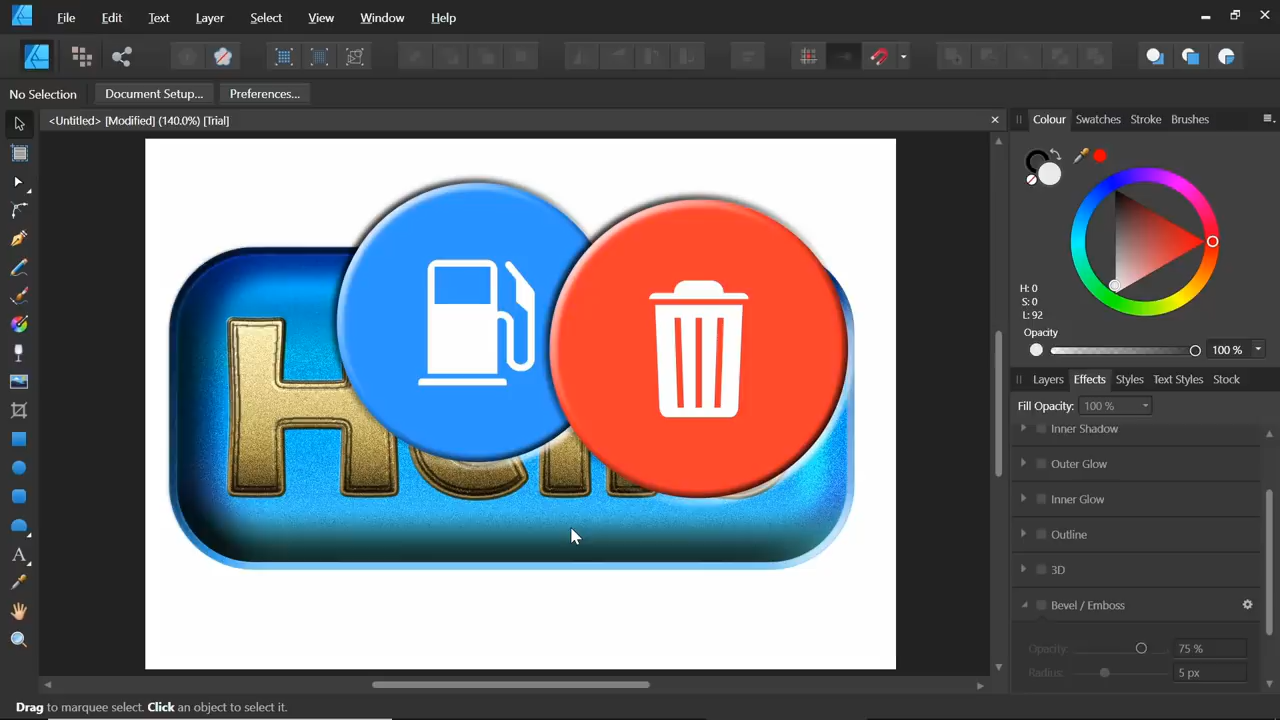 File Edit Text Layer Select View Window Help
No Selection Document Setup... Preferences...
<Untitled> [Modified] (140.0%) [Trial]
Colour Swatches Stroke Brushes
H: 0
S: 0
L: 92
Opacity
100 %
Layers Effects Styles Text Styles Stock
Fill Opacity: 100 %
Inner Shadow
Outer Glow
Inner Glow
Outline
3D
Bevel / Emboss
Opacity: 75 %
Radius: 5 px
Drag to marquee select. Click an object to select it.